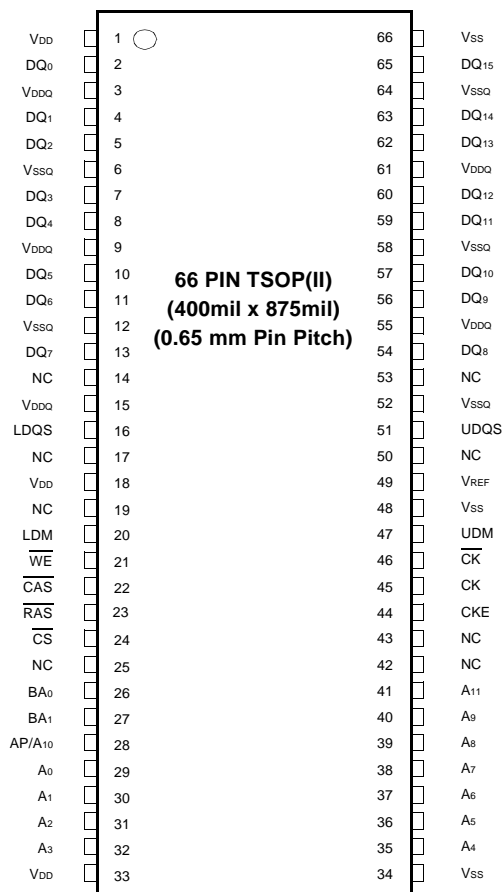 VDD 1 66 VSS
DQ0 2 65 DQ15
VDDQ 3 64 VSSQ
DQ1 4 63 DQ14
DQ2 5 62 DQ13
VSSQ 6 61 VDDQ
DQ3 7 60 DQ12
DQ4 8 59 DQ11
VDDQ 9 58 VSSQ
DQ5 10 57 DQ10
66 PIN TSOP(II)
DQ6 11 56 DQ9
(400mil x 875mil)
VSSQ 12 55 VDDQ
(0.65 mm Pin Pitch)
DQ7 13 54 DQ8
NC 14 53 NC
VDDQ 15 52 VSSQ
LDQS 16 51 UDQS
NC 17 50 NC
VDD 18 49 VREF
NC 19 48 VSS
LDM 20 47 UDM
W̅E̅ 21 46 C̅K̅
C̅A̅S̅ 22 45 CK
R̅A̅S̅ 23 44 CKE
C̅S̅ 24 43 NC
NC 25 42 NC
BA0 26 41 A11
BA1 27 40 A9
AP/A10 28 39 A8
A0 29 38 A7
A1 30 37 A6
A2 31 36 A5
A3 32 35 A4
VDD 33 34 VSS